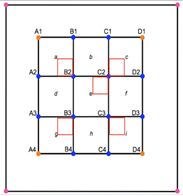 A1 B1 C1 D1
a b c
A2 B2 C2 D2
d e f
A3 B3 C3 D3
g h i
A4 B4 C4 D4